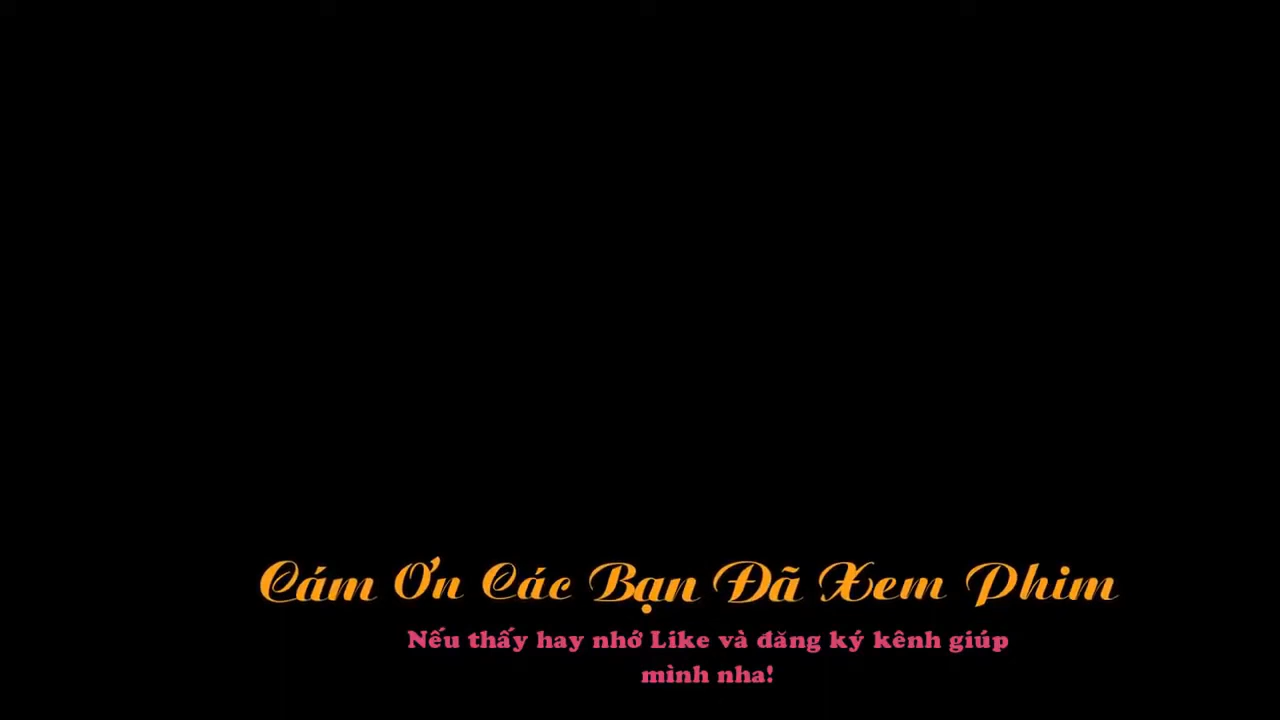 Cám Ơn Các Bạn Đã Xem Phim
Nếu thấy hay nhớ Like và đăng ký kênh giúp
mình nha!